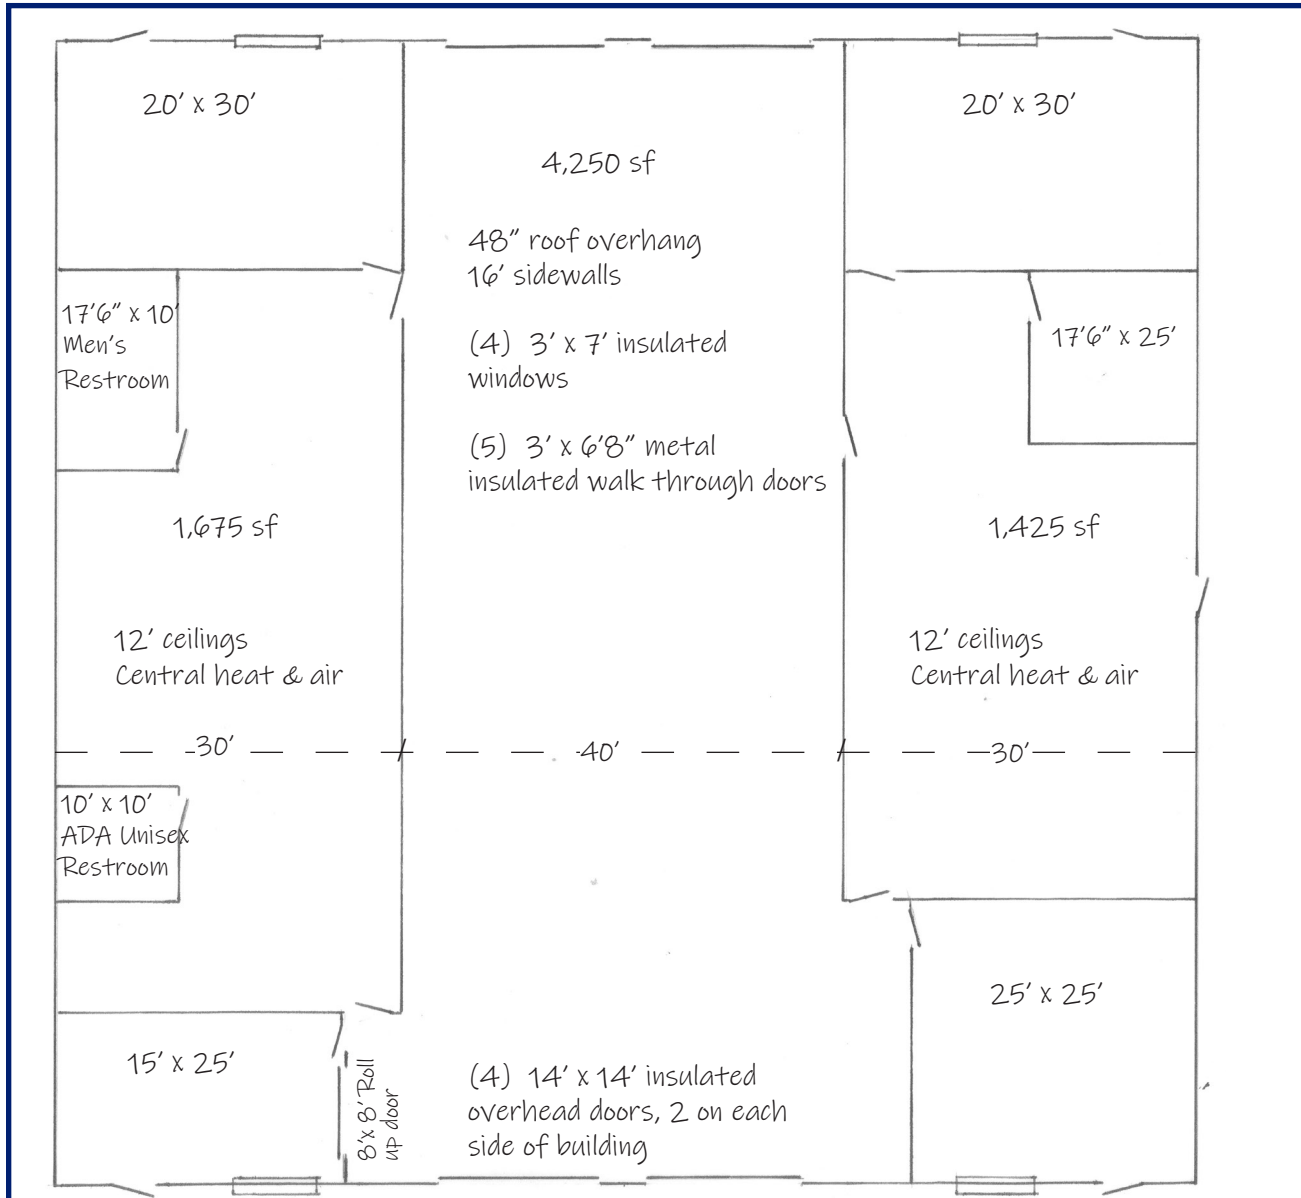 20' x 30'
20' x 30'
4,250 sf
48" roof overhang
16' sidewalls
(4) 3' x 7' insulated
windows
(5) 3' x 6'8" metal
insulated walk through doors
17'6" x 10'
Men's
Restroom
17'6" x 25'
1,675 sf
1,425 sf
12' ceilings
Central heat & air
12' ceilings
Central heat & air
30'
40'
30'
10' x 10'
ADA Unisex
Restroom
25' x 25'
15' x 25'
8'x 8' Roll
up door
(4) 14' x 14' insulated
overhead doors, 2 on each
side of building